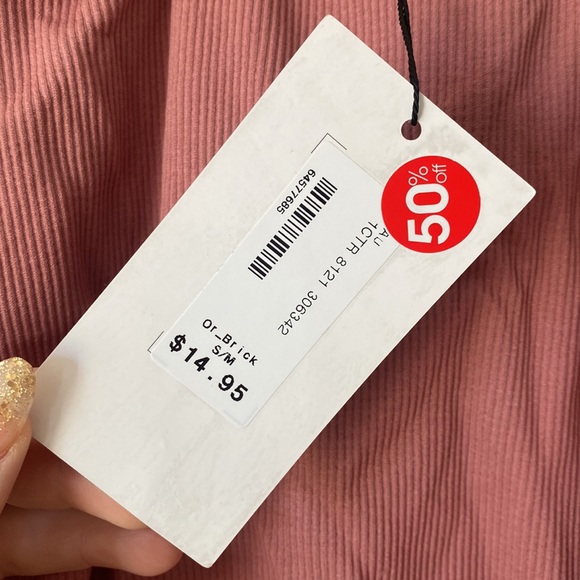 50% off
AU
1CTR 8121 306342
64577685
Or_Brick
S/M
$14.95